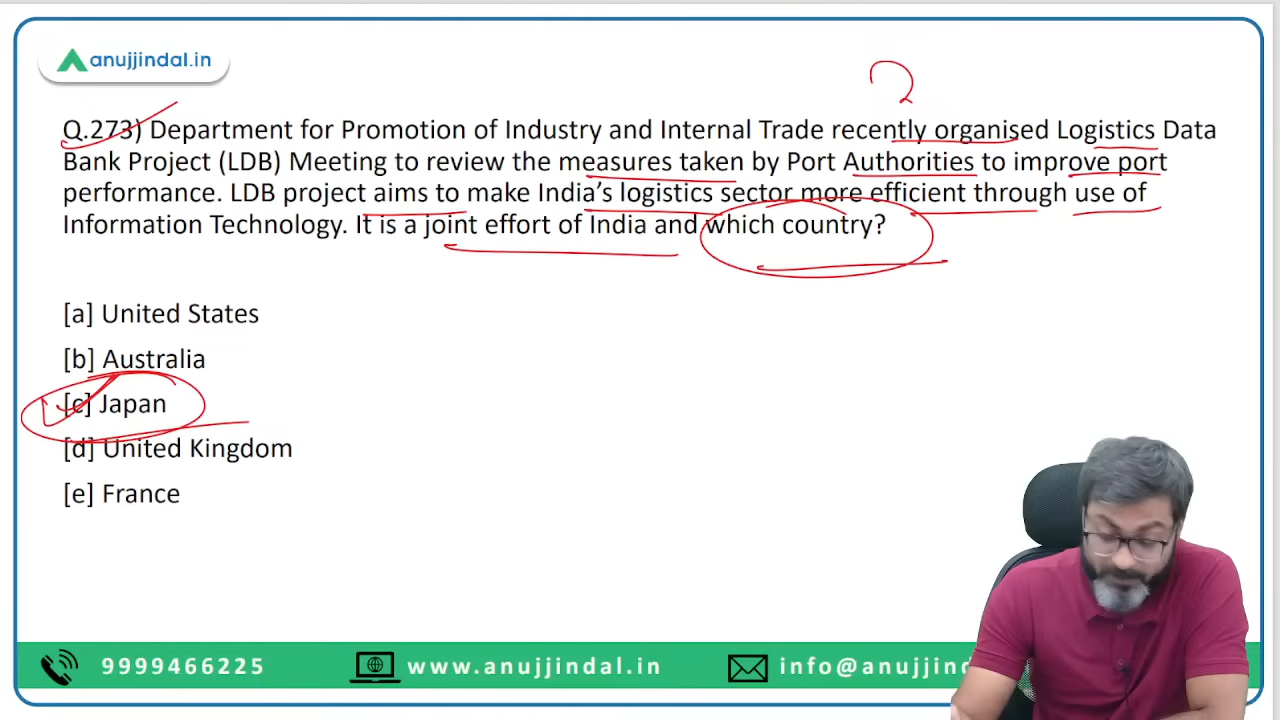 anujjindal.in
2
Q.273) Department for Promotion of Industry and Internal Trade recently organised Logistics Data
Bank Project (LDB) Meeting to review the measures taken by Port Authorities to improve port
performance. LDB project aims to make India's logistics sector more efficient through use of
Information Technology. It is a joint effort of India and which country?
[a] United States
[b] Australia
[c] Japan
[d] United Kingdom
[e] France
9999466225
www.anujjindal.in
info@anujjin